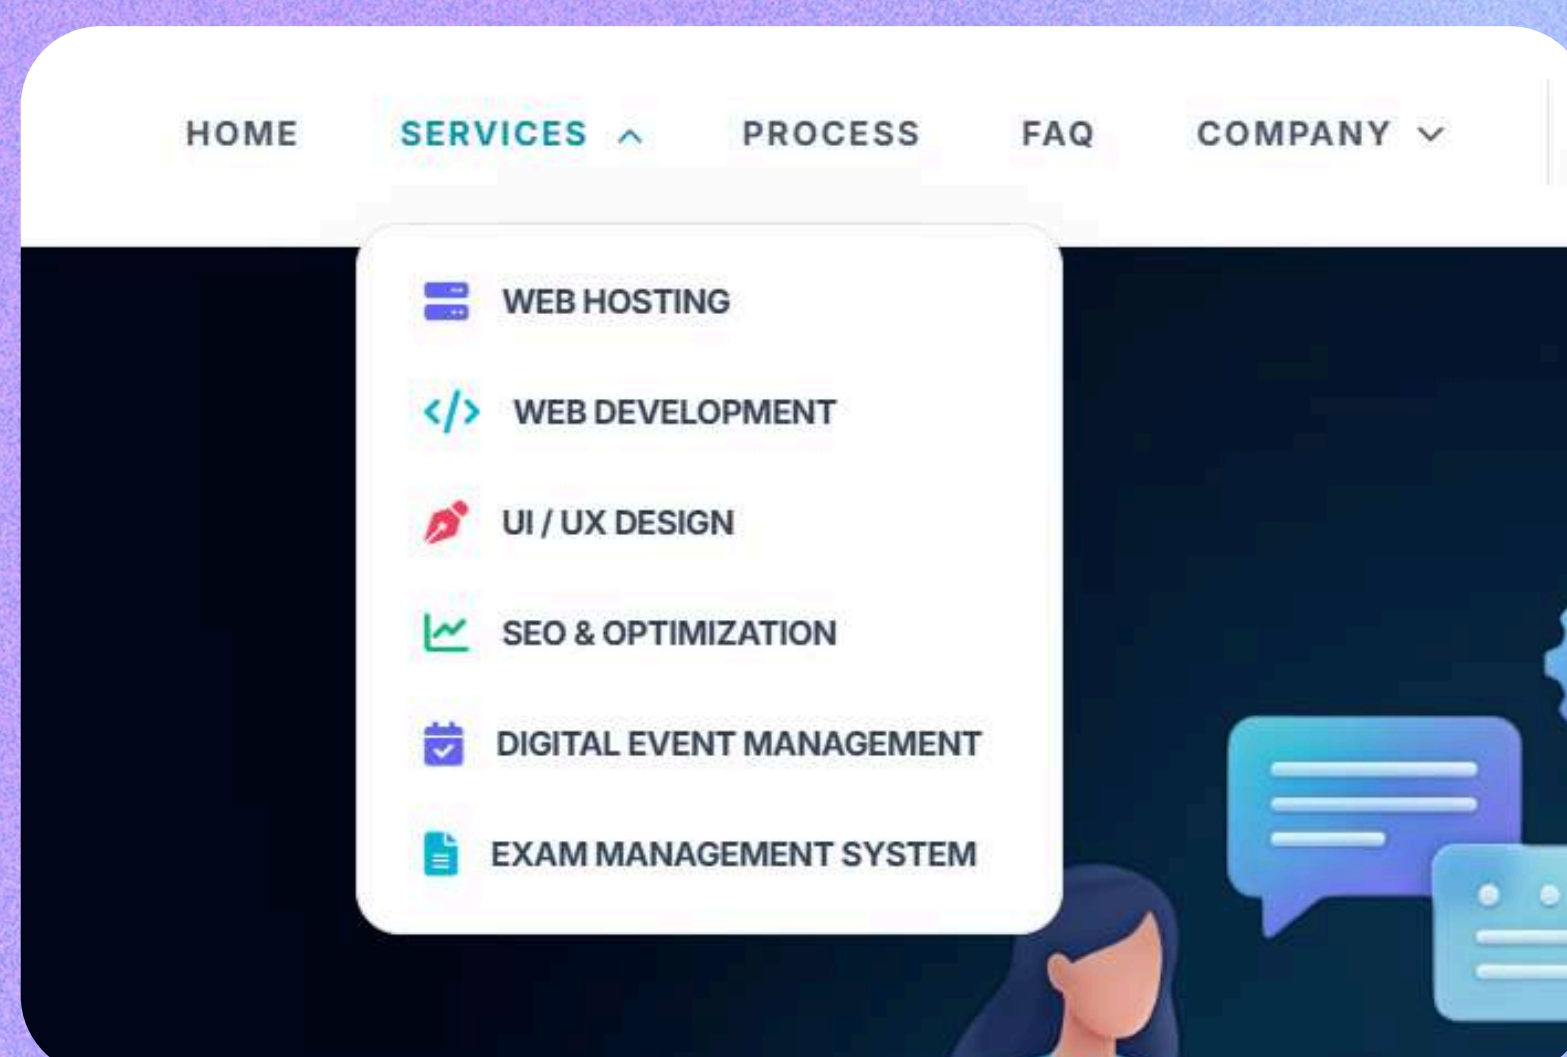 HOME
SERVICES
PROCESS
FAQ
COMPANY
WEB HOSTING
WEB DEVELOPMENT
UI / UX DESIGN
SEO & OPTIMIZATION
DIGITAL EVENT MANAGEMENT
EXAM MANAGEMENT SYSTEM